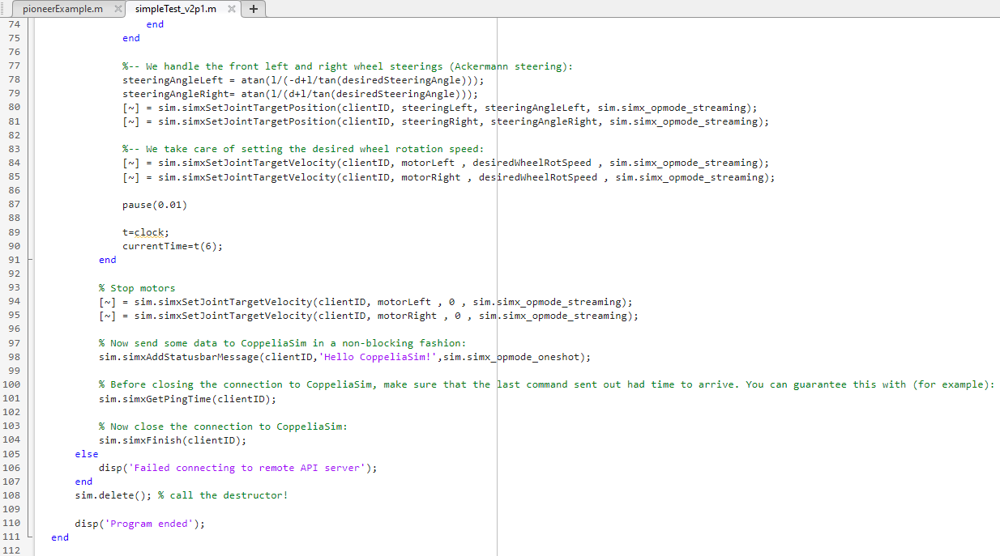 pioneerExample.m × simpleTest_v2p1.m × +
74 end
75 end
76
77 %-- We handle the front left and right wheel steerings (Ackermann steering):
78 steeringAngleLeft = atan(l/(-d+l/tan(desiredSteeringAngle)));
79 steeringAngleRight= atan(l/(d+l/tan(desiredSteeringAngle)));
80 [~] = sim.simxSetJointTargetPosition(clientID, steeringLeft, steeringAngleLeft, sim.simx_opmode_streaming);
81 [~] = sim.simxSetJointTargetPosition(clientID, steeringRight, steeringAngleRight, sim.simx_opmode_streaming);
82
83 %-- We take care of setting the desired wheel rotation speed:
84 [~] = sim.simxSetJointTargetVelocity(clientID, motorLeft , desiredWheelRotSpeed , sim.simx_opmode_streaming);
85 [~] = sim.simxSetJointTargetVelocity(clientID, motorRight , desiredWheelRotSpeed , sim.simx_opmode_streaming);
86
87 pause(0.01)
88
89 t=clock;
90 currentTime=t(6);
91 end
92
93 % Stop motors
94 [~] = sim.simxSetJointTargetVelocity(clientID, motorLeft , 0 , sim.simx_opmode_streaming);
95 [~] = sim.simxSetJointTargetVelocity(clientID, motorRight , 0 , sim.simx_opmode_streaming);
96
97 % Now send some data to CoppeliaSim in a non-blocking fashion:
98 sim.simxAddStatusbarMessage(clientID,'Hello CoppeliaSim!',sim.simx_opmode_oneshot);
99
100 % Before closing the connection to CoppeliaSim, make sure that the last command sent out had time to arrive. You can guarantee this with (for example):
101 sim.simxGetPingTime(clientID);
102
103 % Now close the connection to CoppeliaSim:
104 sim.simxFinish(clientID);
105 else
106 disp('Failed connecting to remote API server');
107 end
108 sim.delete(); % call the destructor!
109
110 disp('Program ended');
111 end
112